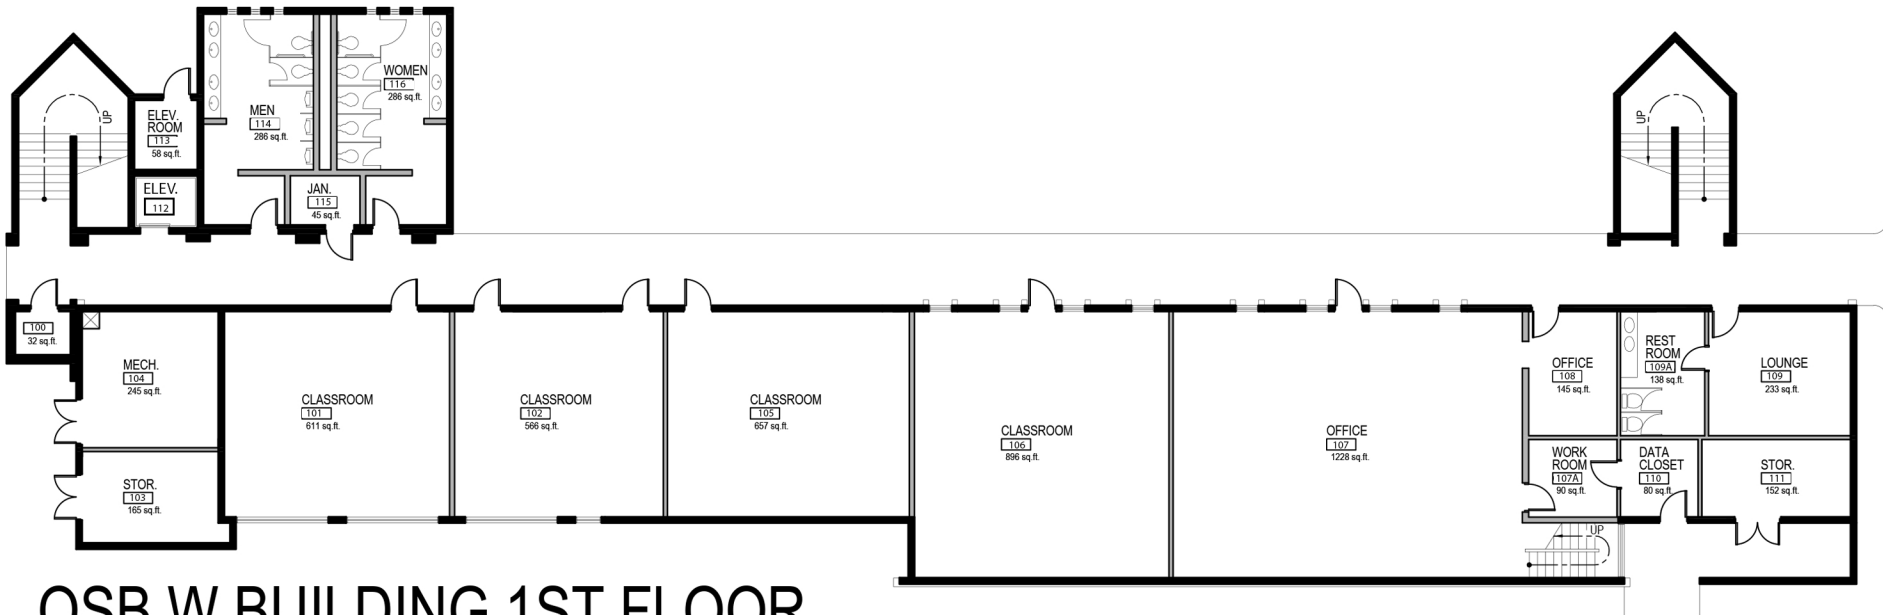 UP
ELEV.
ROOM
113
58 sq.ft.
ELEV.
112
MEN
114
286 sq.ft.
WOMEN
116
286 sq.ft.
JAN.
115
45 sq.ft.
UP
100
32 sq.ft.
MECH.
104
245 sq.ft.
STOR.
103
165 sq.ft.
CLASSROOM
101
611 sq.ft.
CLASSROOM
102
566 sq.ft.
CLASSROOM
105
657 sq.ft.
CLASSROOM
106
896 sq.ft.
OFFICE
107
1228 sq.ft.
OFFICE
108
145 sq.ft.
REST
ROOM
109A
138 sq.ft.
LOUNGE
109
233 sq.ft.
WORK
ROOM
107A
90 sq.ft.
DATA
CLOSET
110
80 sq.ft.
STOR.
111
152 sq.ft.
UP
OSB W BUILDING 1ST FLOOR